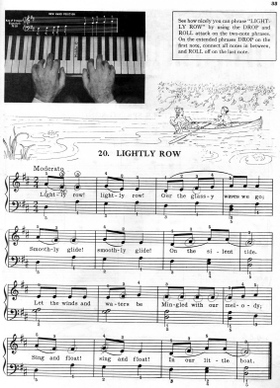 33
See how nicely you can phrase "LIGHT-
LY ROW" by using the DROP and
ROLL attack on the two-note phrases.
On the extended phrases DROP on the
first note, connect all notes in between,
and ROLL off on the last note.
20. LIGHTLY ROW
Moderato
Light-ly row! light-ly row! O'er the glass-y waves we go;
Smooth-ly glide! smooth-ly glide! On the si lent tide.
Let the winds and wa-ters be Min-gled with our mel-o-dy;
Sing and float! sing and float! In our lit-tle boat.